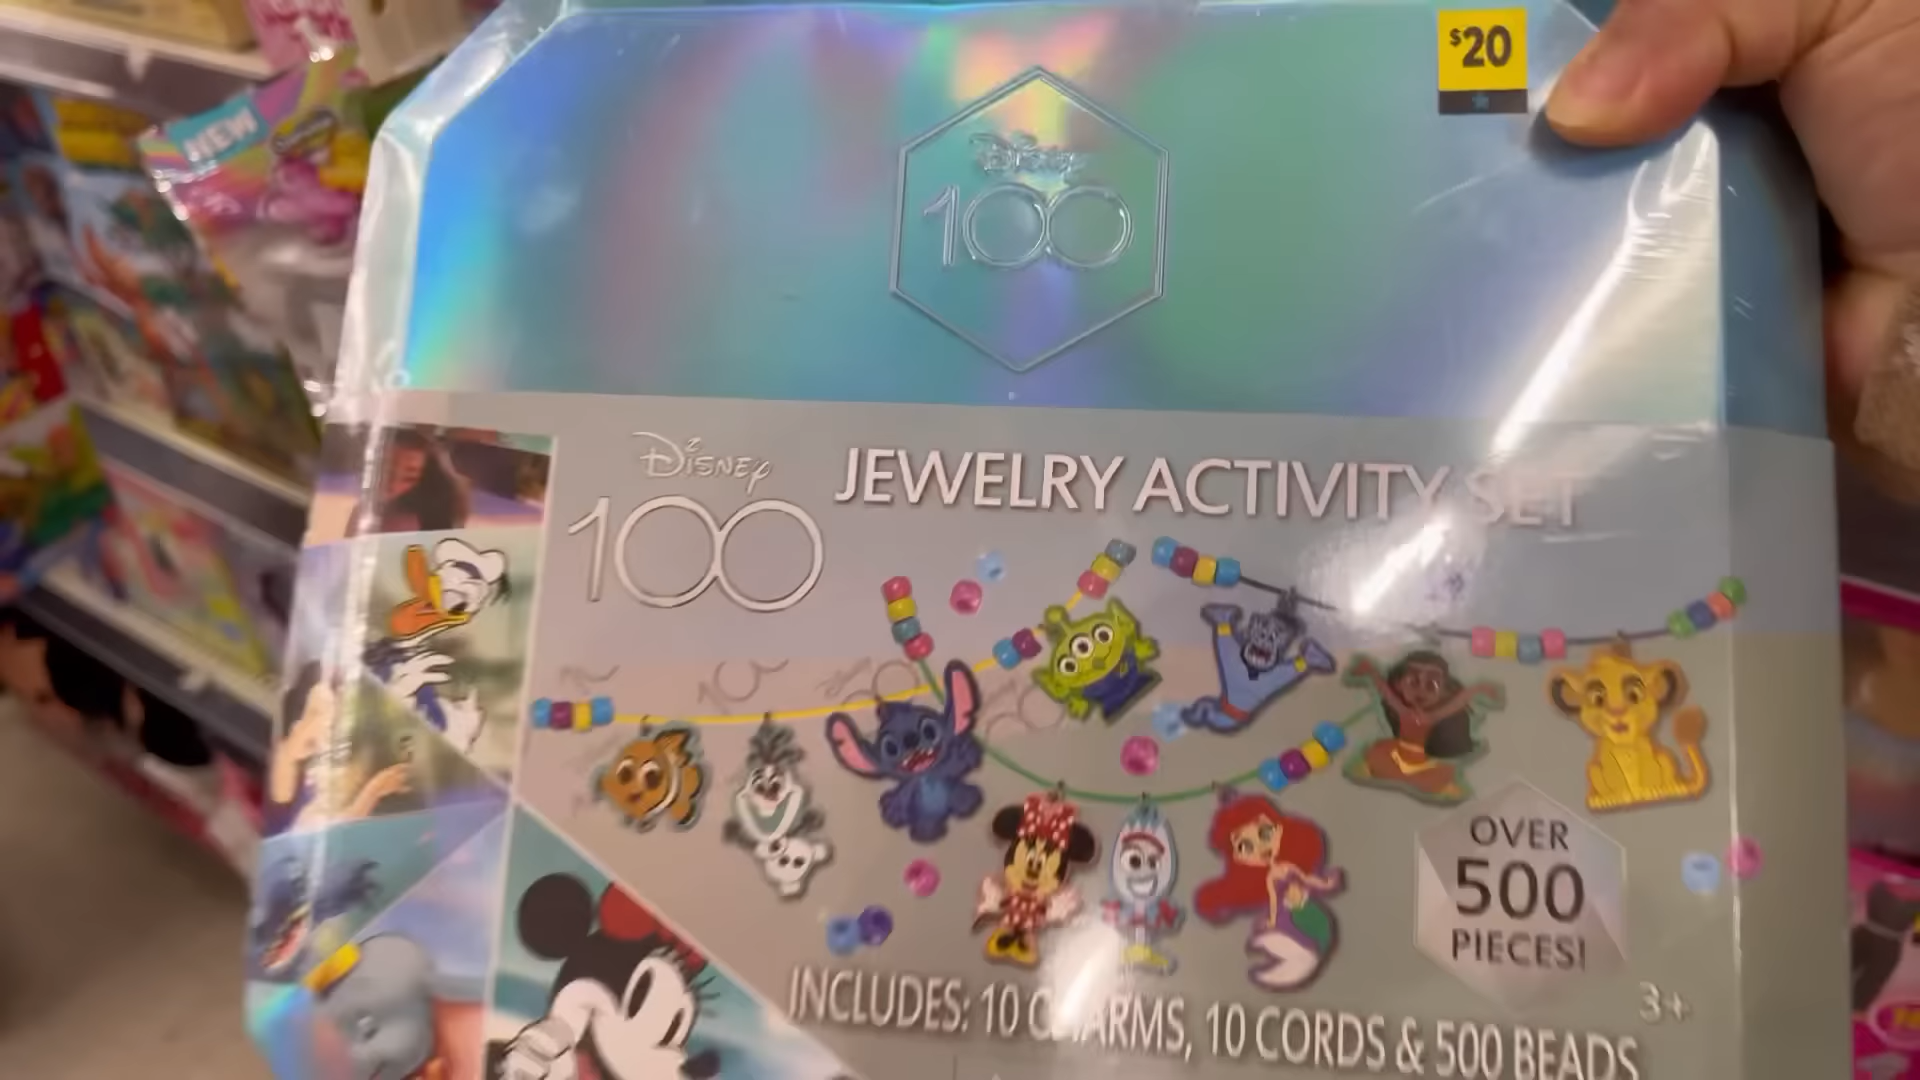 $20
NEW
Disney
100
Disney
100
JEWELRY ACTIVITY SET
OVER
500
PIECES!
3+
INCLUDES: 10 CHARMS, 10 CORDS & 500 BEADS